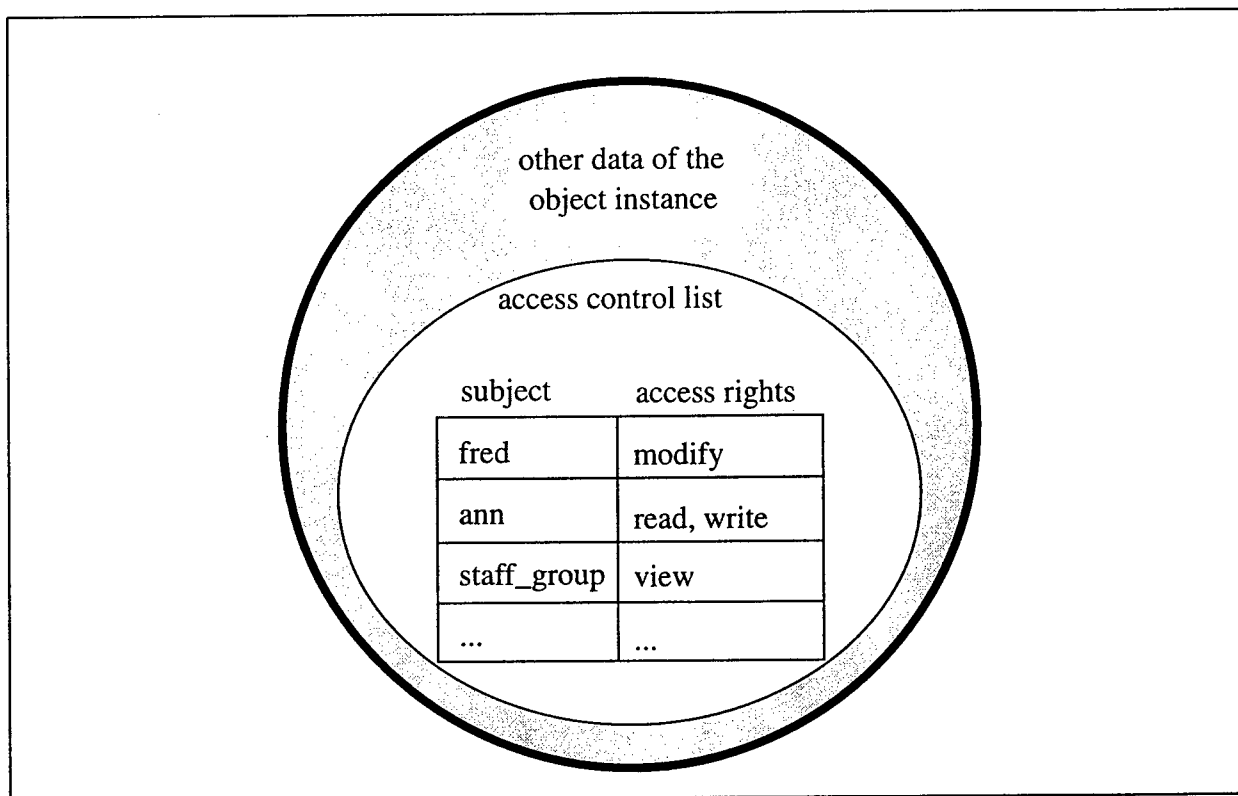 other data of the
object instance
access control list
subject access rights
fred modify
ann read, write
staff_group view
... ...